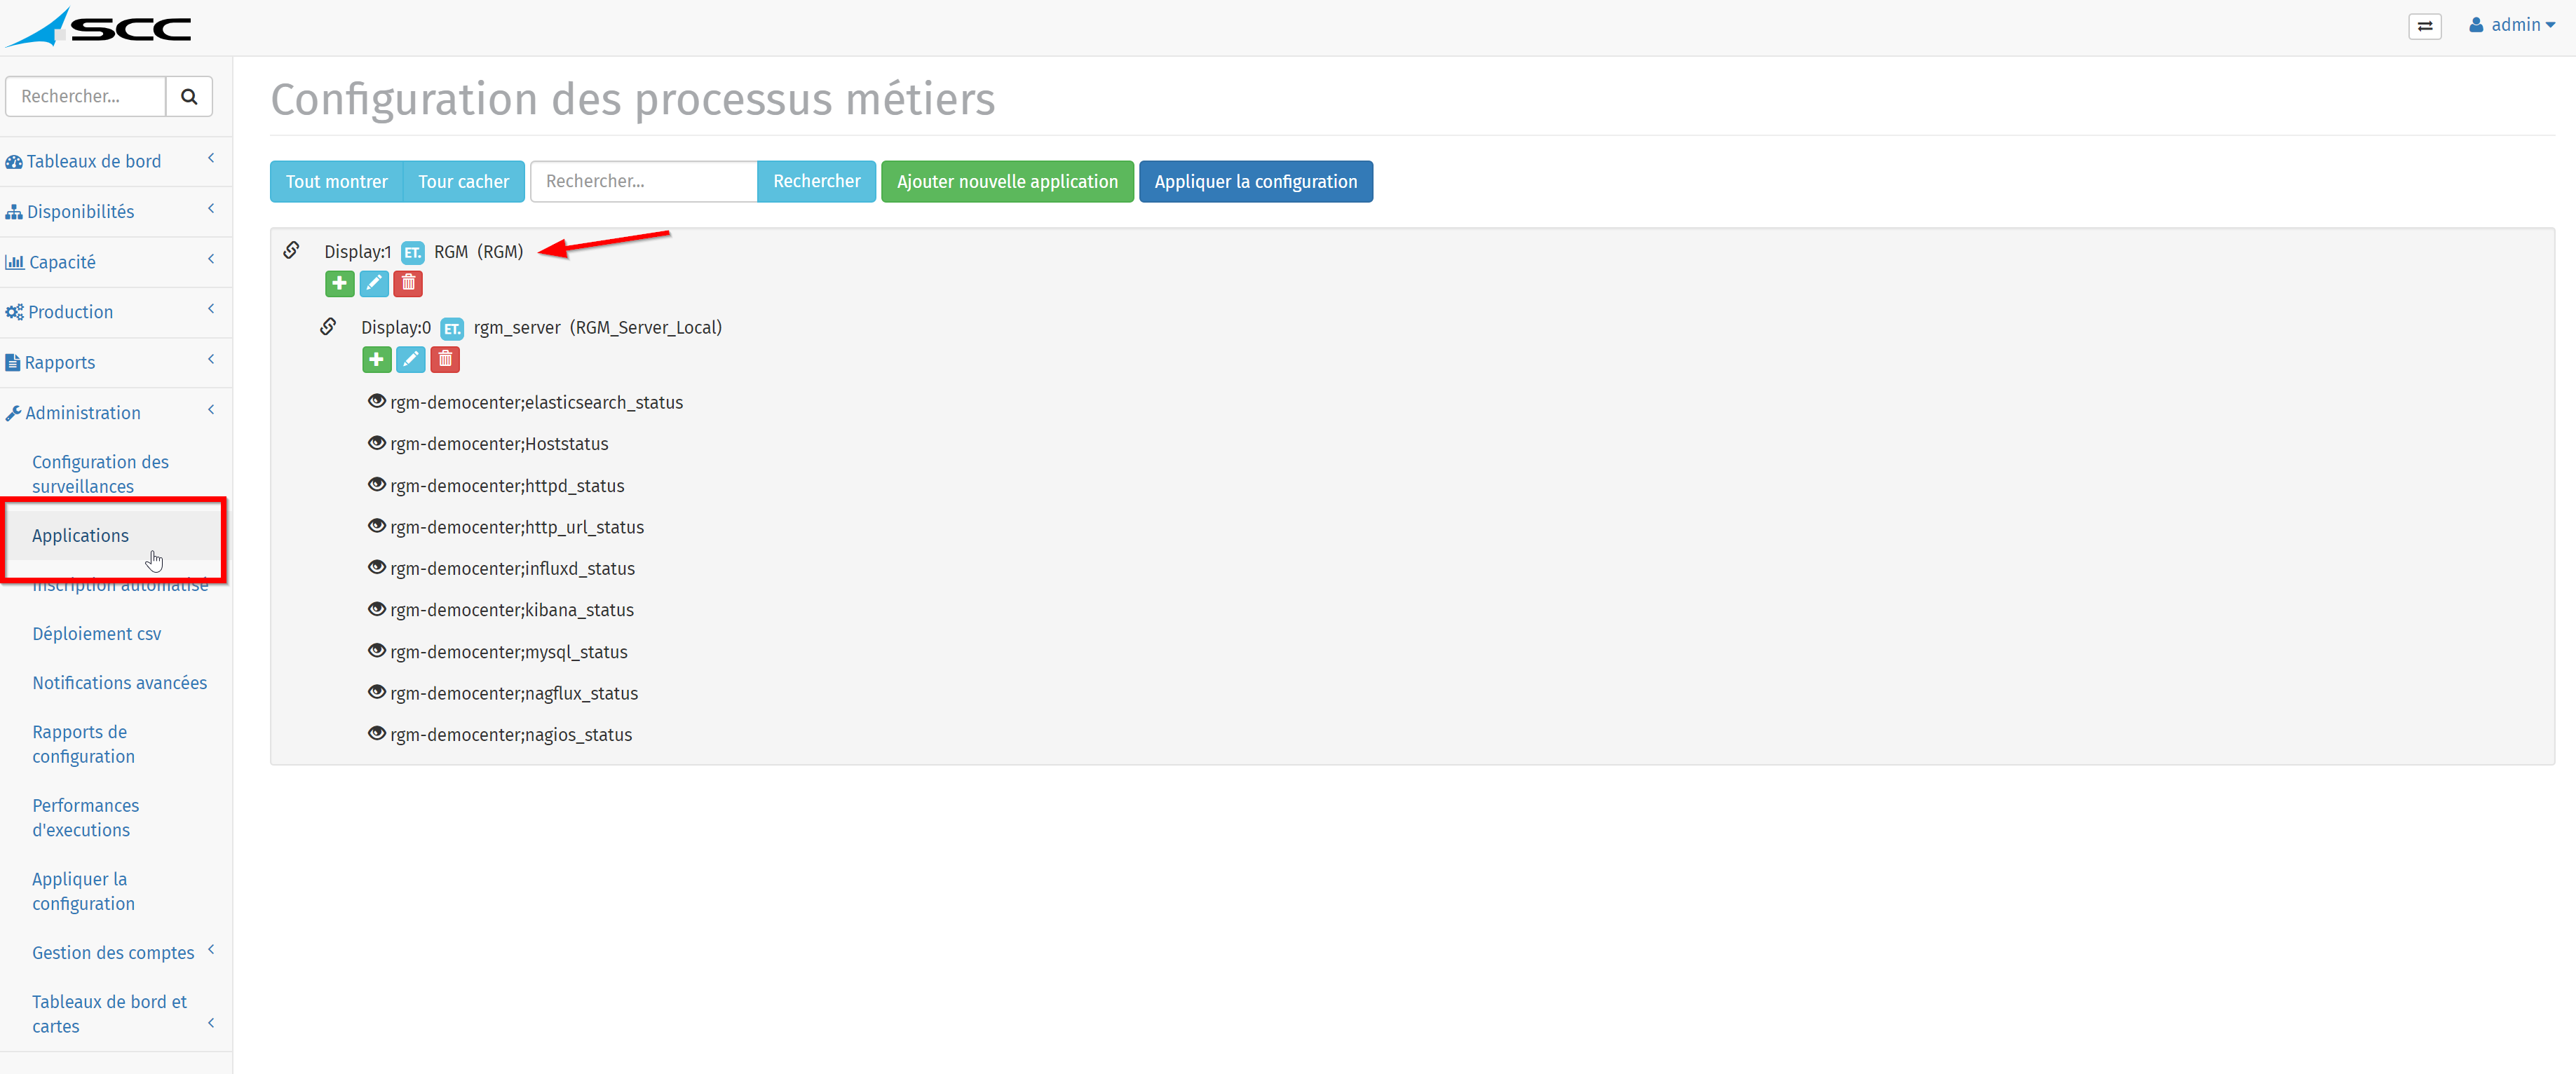 SCC
admin
Rechercher...
Tableaux de bord
Disponibilités
Capacité
Production
Rapports
Administration
Configuration des
surveillances
Applications
Inscription automatisé
Déploiement csv
Notifications avancées
Rapports de
configuration
Performances
d'executions
Appliquer la
configuration
Gestion des comptes
Tableaux de bord et
cartes
Configuration des processus métiers
Tout montrer Tour cacher Rechercher... Rechercher Ajouter nouvelle application Appliquer la configuration
Display:1 ET. RGM (RGM)
Display:0 ET. rgm_server (RGM_Server_Local)
rgm-democenter;elasticsearch_status
rgm-democenter;Hoststatus
rgm-democenter;httpd_status
rgm-democenter;http_url_status
rgm-democenter;influxd_status
rgm-democenter;kibana_status
rgm-democenter;mysql_status
rgm-democenter;nagflux_status
rgm-democenter;nagios_status